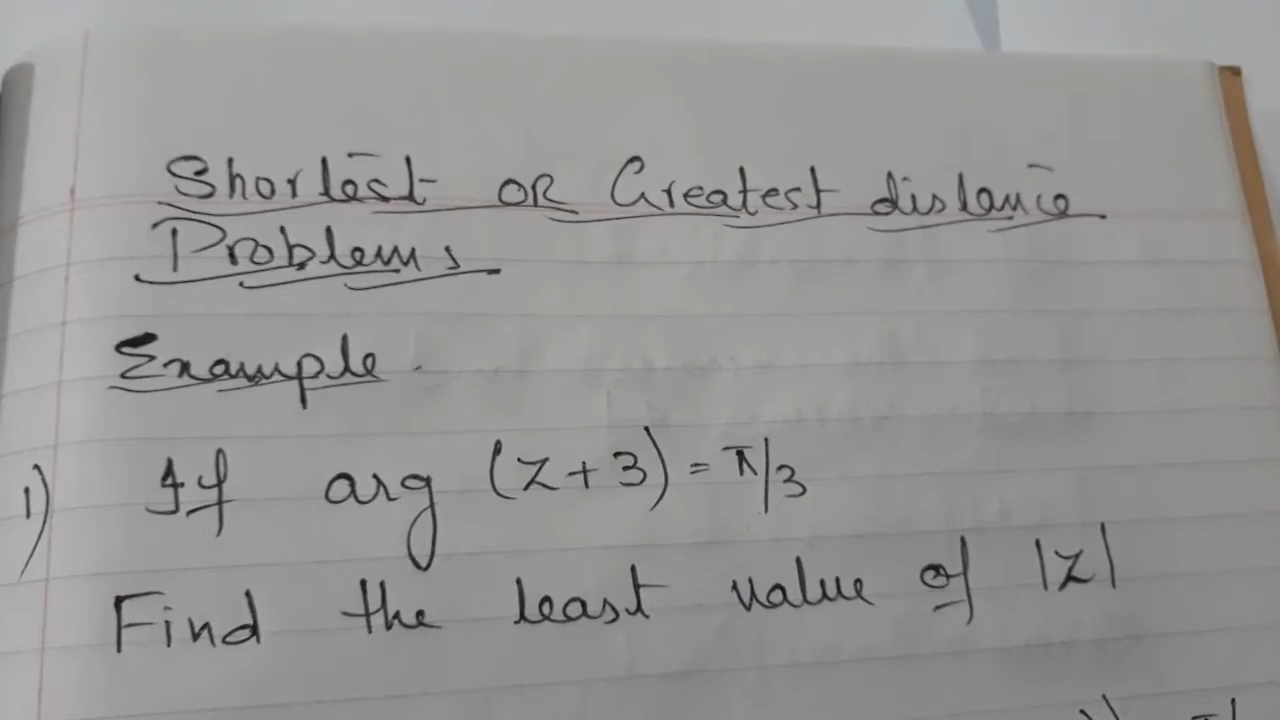 Shortest OR Greatest distance
Problems
Example.
1) If arg (z+3) = π/3
Find the least value of |z|